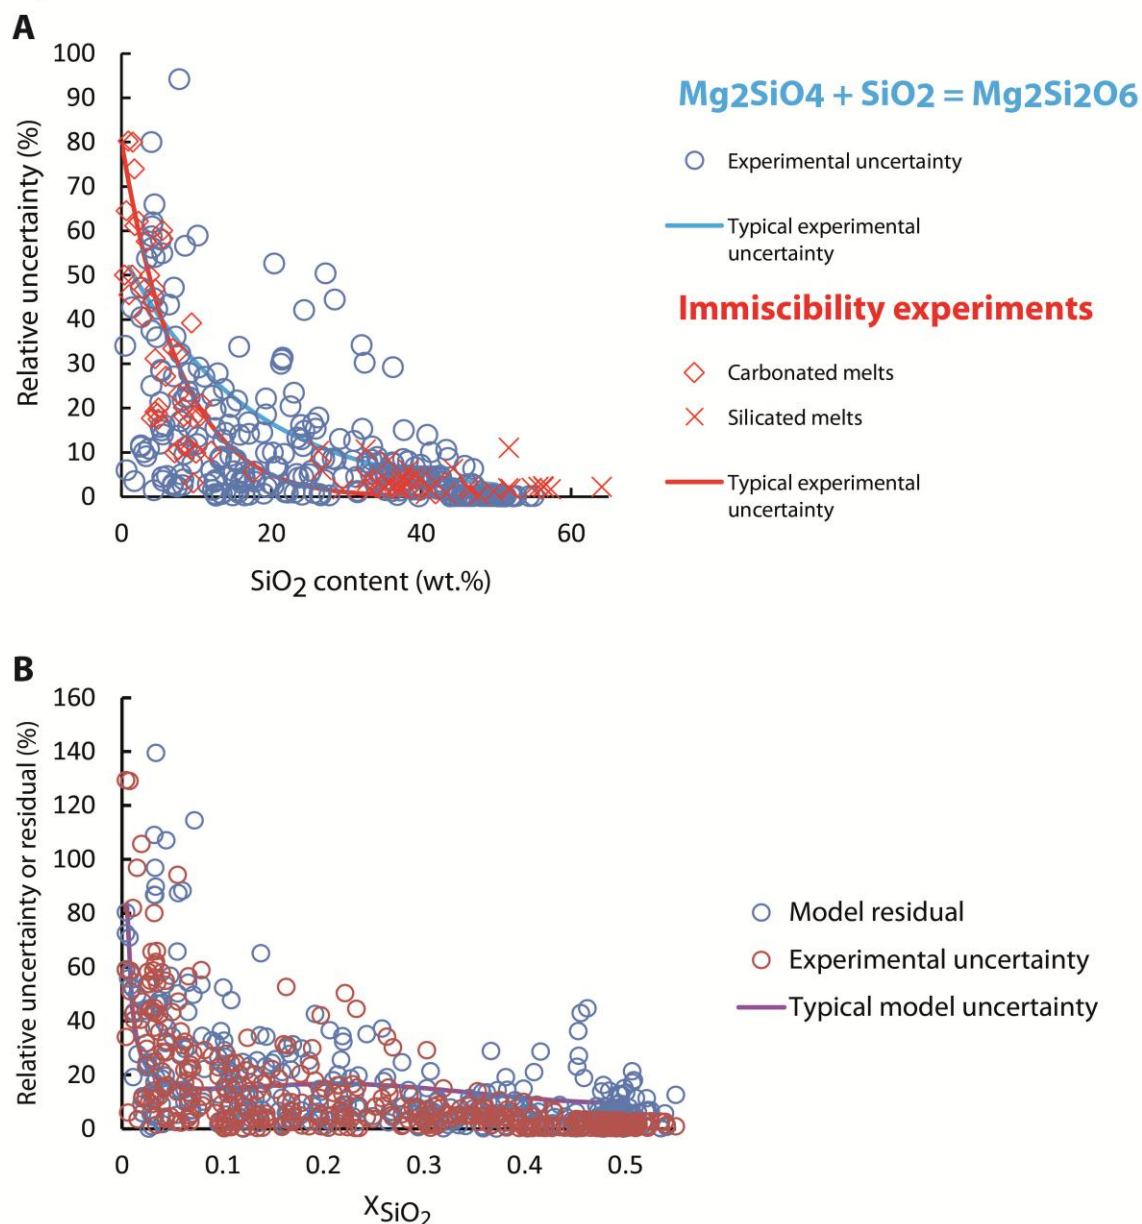 A
100
90
80
70
60
50
40
30
20
10
0
Relative uncertainty (%)
0 20 40 60
SiO2 content (wt.%)
Mg2SiO4 + SiO2 = Mg2Si2O6
Experimental uncertainty
Typical experimental
uncertainty
Immiscibility experiments
Carbonated melts
Silicated melts
Typical experimental
uncertainty
B
160
140
120
100
80
60
40
20
0
Relative uncertainty or residual (%)
0 0.1 0.2 0.3 0.4 0.5
XSiO2
Model residual
Experimental uncertainty
Typical model uncertainty